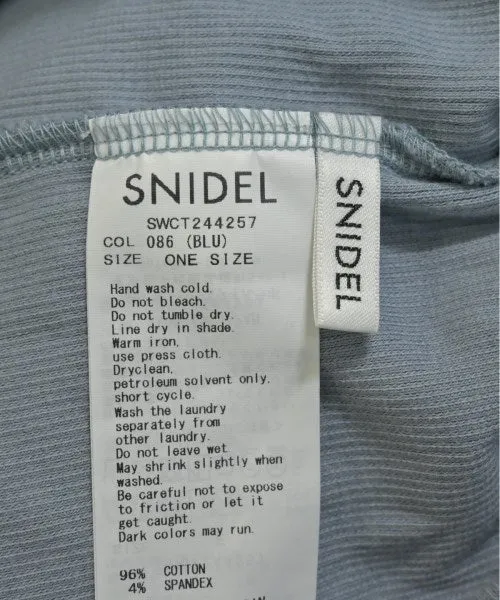 SNIDEL
SWCT244257
COL 086 (BLU)
SIZE ONE SIZE
Hand wash cold.
Do not bleach.
Do not tumble dry.
Line dry in shade.
Warm iron,
use press cloth.
Dryclean.
petroleum solvent only.
short cycle.
Wash the laundry
separately from
other laundry.
Do not leave wet
May shrink slightly when
washed.
Be careful not to expose
to friction or let it
get caught.
Dark colors may run.
96% COTTON
4% SPANDEX
SNIDEL